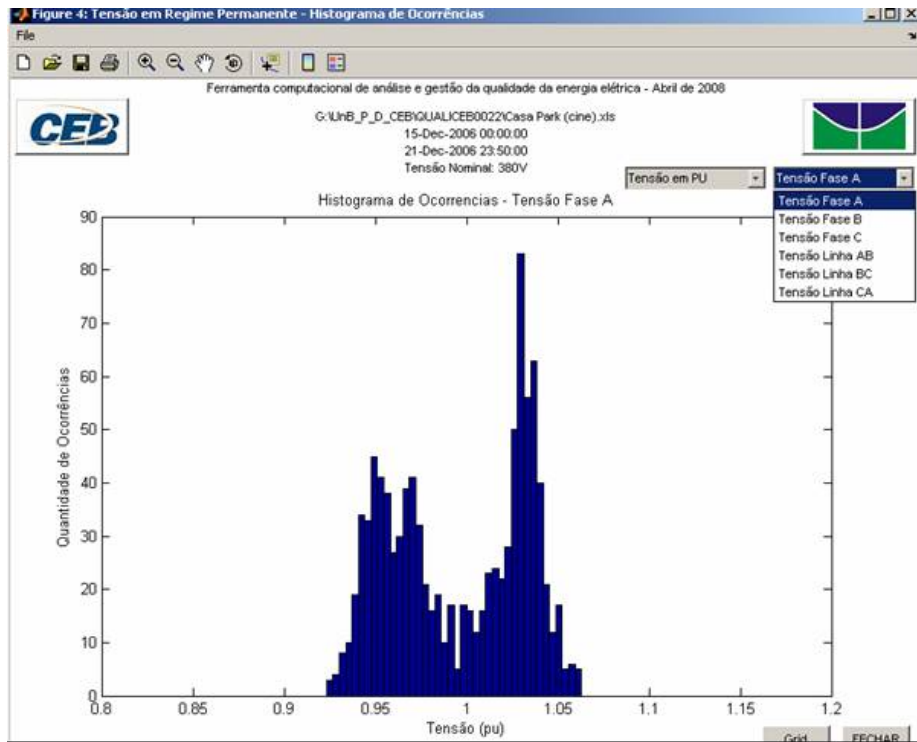 Figure 4: Tensão em Regime Permanente - Histograma de Ocorrências
File
Ferramenta computacional de análise e gestão da qualidade da energia elétrica - Abril de 2008
CEB
G:\UnB_P_D_CEB\QUALICEB0022\Casa Park (cine).xls
15-Dec-2006 00:00:00
21-Dec-2006 23:50:00
Tensão Nominal: 380V
Tensão em PU
Tensão Fase A
Tensão Fase A
Tensão Fase B
Tensão Fase C
Tensão Linha AB
Tensão Linha BC
Tensão Linha CA
Histograma de Ocorrencias - Tensão Fase A
90
80
70
60
50
40
30
20
10
0
Quantidade de Ocorrências
0.8
0.85
0.9
0.95
1
1.05
1.1
1.15
1.2
Tensão (pu)
Grid
FECHAR